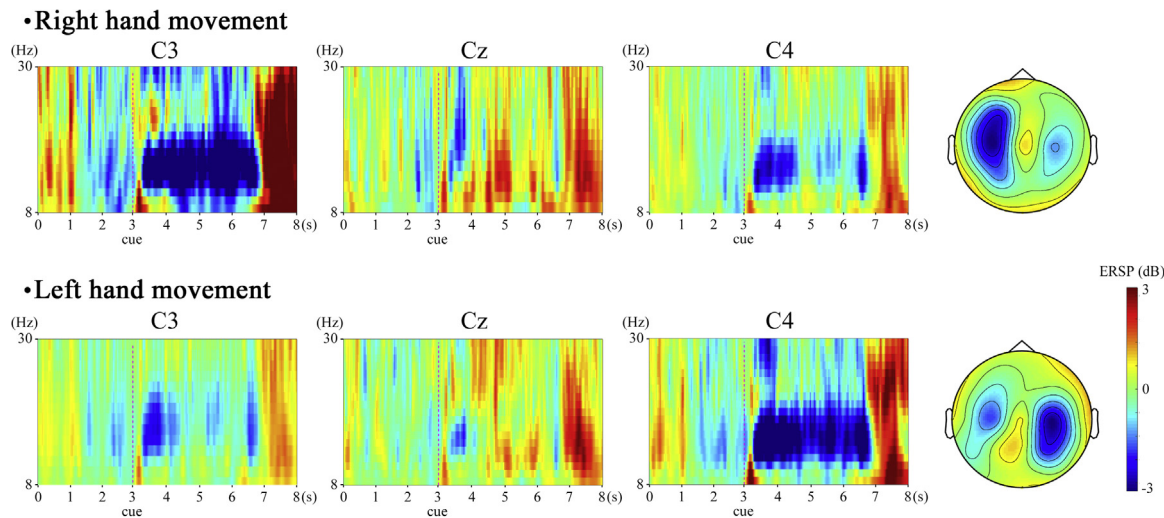 •Right hand movement
(Hz) C3 (Hz) Cz (Hz) C4
30 30 30
8 8 8
0 1 2 3 4 5 6 7 8(s) 0 1 2 3 4 5 6 7 8(s) 0 1 2 3 4 5 6 7 8(s)
cue cue cue
•Left hand movement
ERSP (dB)
(Hz) C3 (Hz) Cz (Hz) C4
30 30 30
3
0
-3
8 8 8
0 1 2 3 4 5 6 7 8(s) 0 1 2 3 4 5 6 7 8(s) 0 1 2 3 4 5 6 7 8(s)
cue cue cue